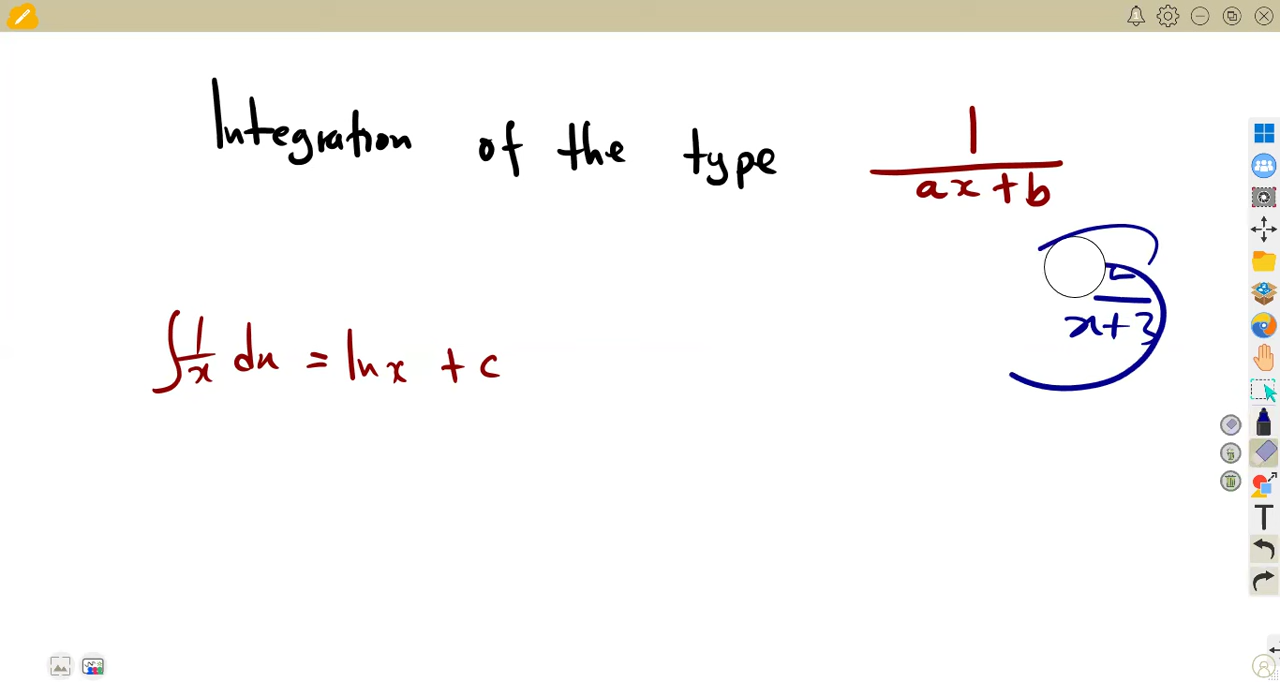 Integration of the type 1/(ax+b)
x+3
∫ 1/x dx = ln x + c